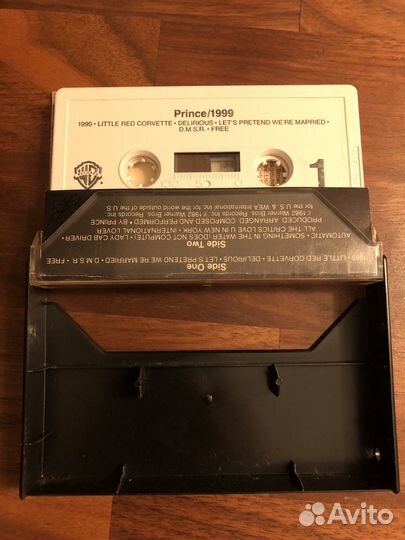 Prince/1999
1999 • LITTLE RED CORVETTE • DELIRIOUS • LET'S PRETEND WE'RE MARRIED •
D.M.S.R. • FREE
WB
1
Side One
1999 • LITTLE RED CORVETTE • DELIRIOUS • LET'S PRETEND WE'RE MARRIED • D.M.S.R. • FREE
Side Two
AUTOMATIC • SOMETHING IN THE WATER (DOES NOT COMPUTE) • LADY CAB DRIVER •
ALL THE CRITICS LOVE U IN NEW YORK • INTERNATIONAL LOVER
PRODUCED, ARRANGED, COMPOSED AND PERFORMED BY PRINCE
© 1982 Warner Bros. Records Inc. ℗ 1982 Warner Bros. Records Inc.
for the U.S. & WEA International Inc. for the world outside of the U.S.
Avito